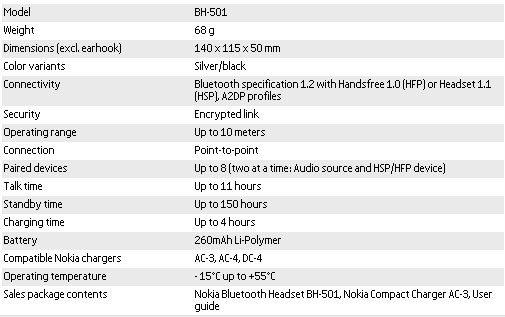 Model BH-501
Weight 68 g
Dimensions (excl. earhook) 140 x 115 x 50 mm
Color variants Silver/black
Connectivity Bluetooth specification 1.2 with Handsfree 1.0 (HFP) or Headset 1.1
(HSP), A2DP profiles
Security Encrypted link
Operating range Up to 10 meters
Connection Point-to-point
Paired devices Up to 8 (two at a time: Audio source and HSP/HFP device)
Talk time Up to 11 hours
Standby time Up to 150 hours
Charging time Up to 4 hours
Battery 260mAh Li-Polymer
Compatible Nokia chargers AC-3, AC-4, DC-4
Operating temperature -15°C up to +55°C
Sales package contents Nokia Bluetooth Headset BH-501, Nokia Compact Charger AC-3, User
guide